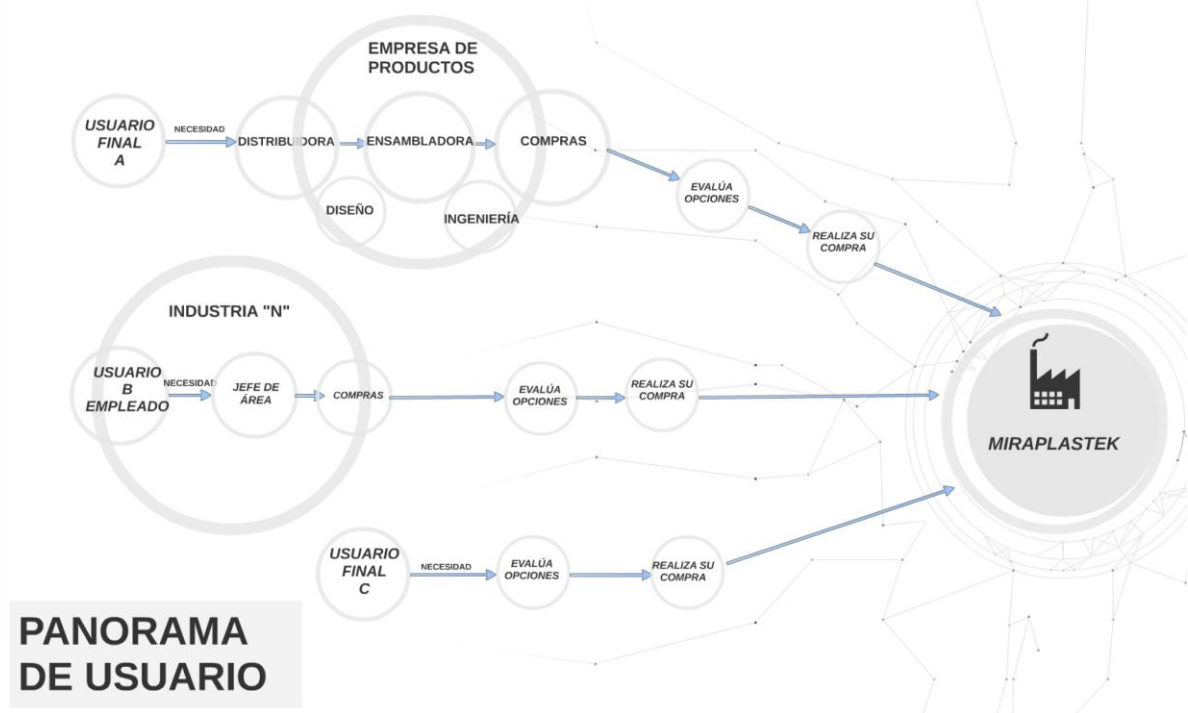 EMPRESA DE
PRODUCTOS
USUARIO
FINAL
A
NECESIDAD
DISTRIBUIDORA
ENSAMBLADORA
COMPRAS
DISEÑO
INGENIERÍA
EVALÚA
OPCIONES
REALIZA SU
COMPRA
INDUSTRIA "N"
USUARIO
B
EMPLEADO
NECESIDAD
JEFE DE
ÁREA
COMPRAS
EVALÚA
OPCIONES
REALIZA SU
COMPRA
MIRAPLASTEK
USUARIO
FINAL
C
NECESIDAD
EVALÚA
OPCIONES
REALIZA SU
COMPRA
PANORAMA
DE USUARIO